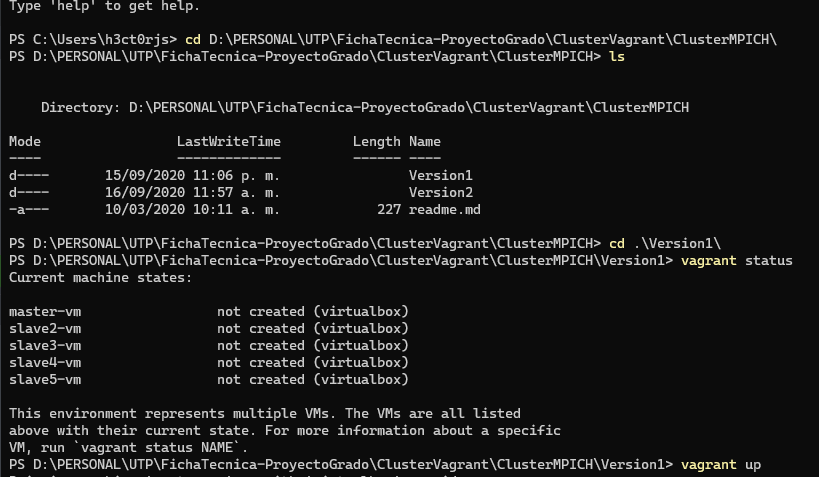 Type 'help' to get help.
PS C:\Users\h3ct0rjs> cd D:\PERSONAL\UTP\FichaTecnica-ProyectoGrado\ClusterVagrant\ClusterMPICH\
PS D:\PERSONAL\UTP\FichaTecnica-ProyectoGrado\ClusterVagrant\ClusterMPICH> ls
Directory: D:\PERSONAL\UTP\FichaTecnica-ProyectoGrado\ClusterVagrant\ClusterMPICH
Mode LastWriteTime Length Name
---- ------------- ------ ----
d---- 15/09/2020 11:06 p. m. Version1
d---- 16/09/2020 11:57 a. m. Version2
-a--- 10/03/2020 10:11 a. m. 227 readme.md
PS D:\PERSONAL\UTP\FichaTecnica-ProyectoGrado\ClusterVagrant\ClusterMPICH> cd .\Version1\
PS D:\PERSONAL\UTP\FichaTecnica-ProyectoGrado\ClusterVagrant\ClusterMPICH\Version1> vagrant status
Current machine states:
master-vm not created (virtualbox)
slave2-vm not created (virtualbox)
slave3-vm not created (virtualbox)
slave4-vm not created (virtualbox)
slave5-vm not created (virtualbox)
This environment represents multiple VMs. The VMs are all listed
above with their current state. For more information about a specific
VM, run `vagrant status NAME`.
PS D:\PERSONAL\UTP\FichaTecnica-ProyectoGrado\ClusterVagrant\ClusterMPICH\Version1> vagrant up